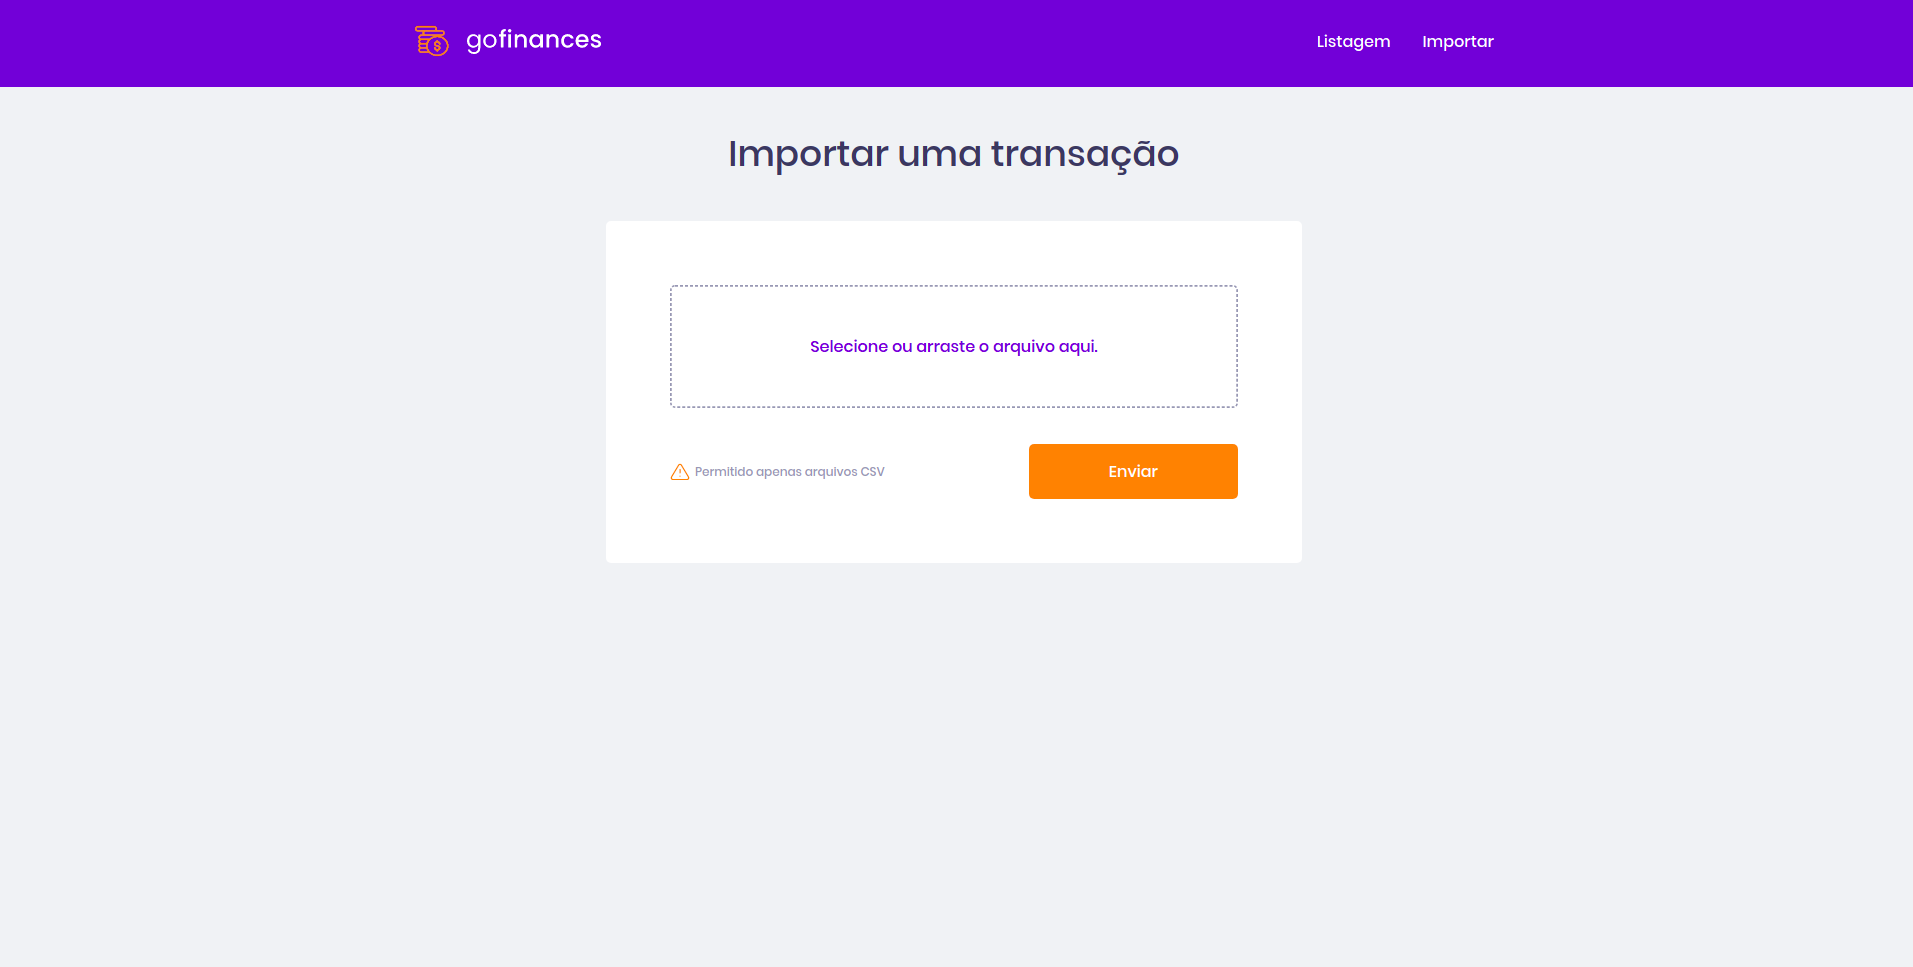 gofinances
Listagem Importar
Importar uma transação
Selecione ou arraste o arquivo aqui.
Permitido apenas arquivos CSV
Enviar